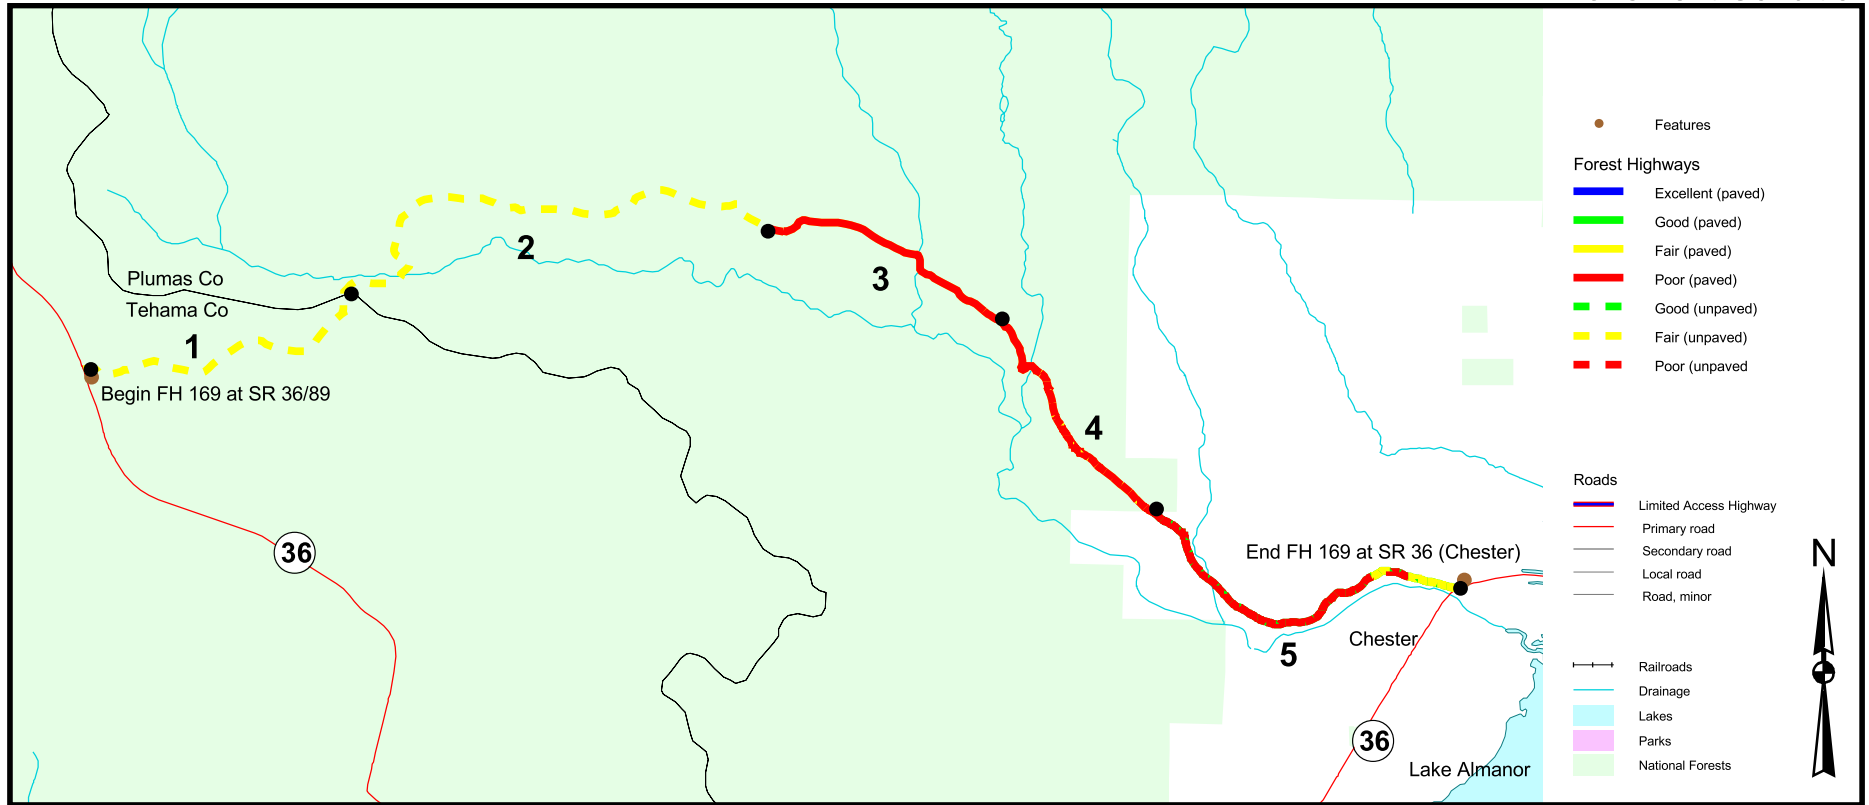 Plumas Co
Tehama Co
1
2
3
4
5
Begin FH 169 at SR 36/89
36
End FH 169 at SR 36 (Chester)
Chester
36
Lake Almanor
Features
Forest Highways
Excellent (paved)
Good (paved)
Fair (paved)
Poor (paved)
Good (unpaved)
Fair (unpaved)
Poor (unpaved
Roads
Limited Access Highway
Primary road
Secondary road
Local road
Road, minor
Railroads
Drainage
Lakes
Parks
National Forests
N